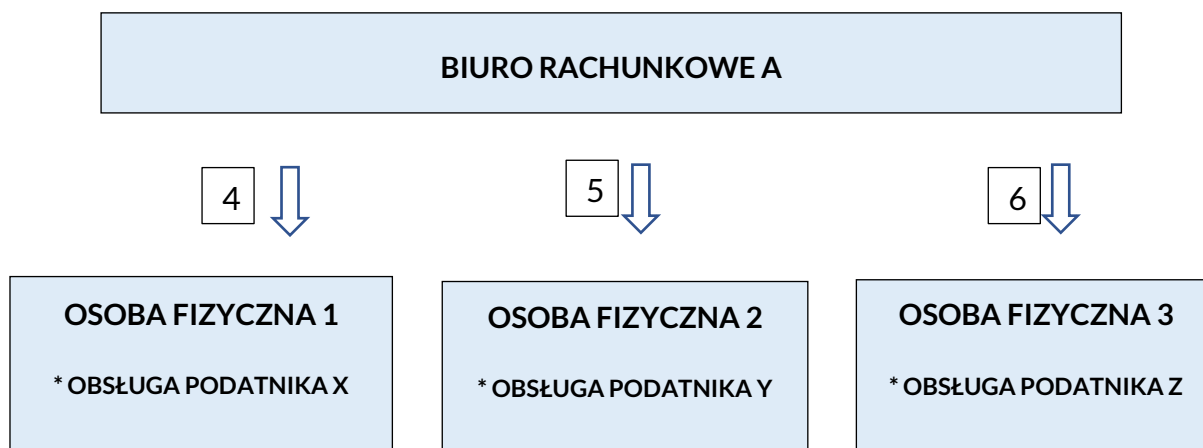 BIURO RACHUNKOWE A
4
5
6
OSOBA FIZYCZNA 1
* OBSŁUGA PODATNIKA X
OSOBA FIZYCZNA 2
* OBSŁUGA PODATNIKA Y
OSOBA FIZYCZNA 3
* OBSŁUGA PODATNIKA Z